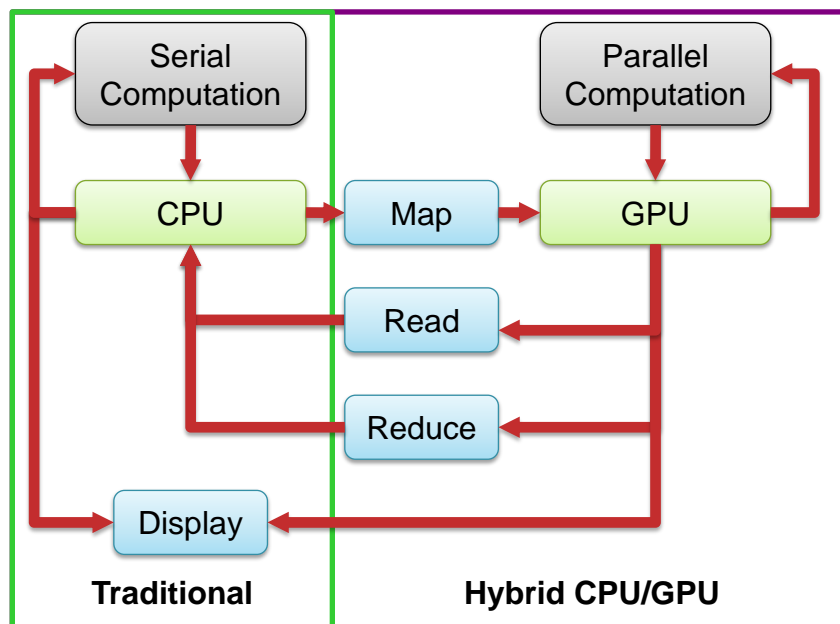 Serial
Computation
Parallel
Computation
CPU
Map
GPU
Read
Reduce
Display
Traditional
Hybrid CPU/GPU